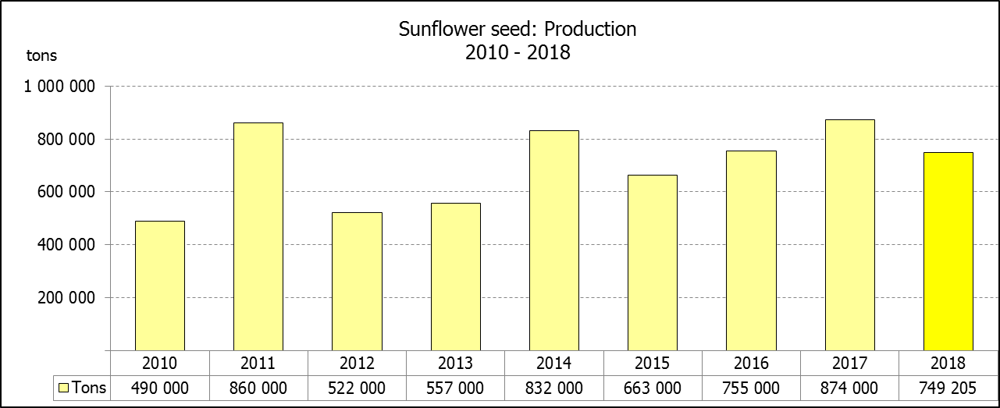 Sunflower seed: Production
2010 - 2018
tons
1 000 000
800 000
600 000
400 000
200 000
2010 2011 2012 2013 2014 2015 2016 2017 2018
Tons 490 000 860 000 522 000 557 000 832 000 663 000 755 000 874 000 749 205